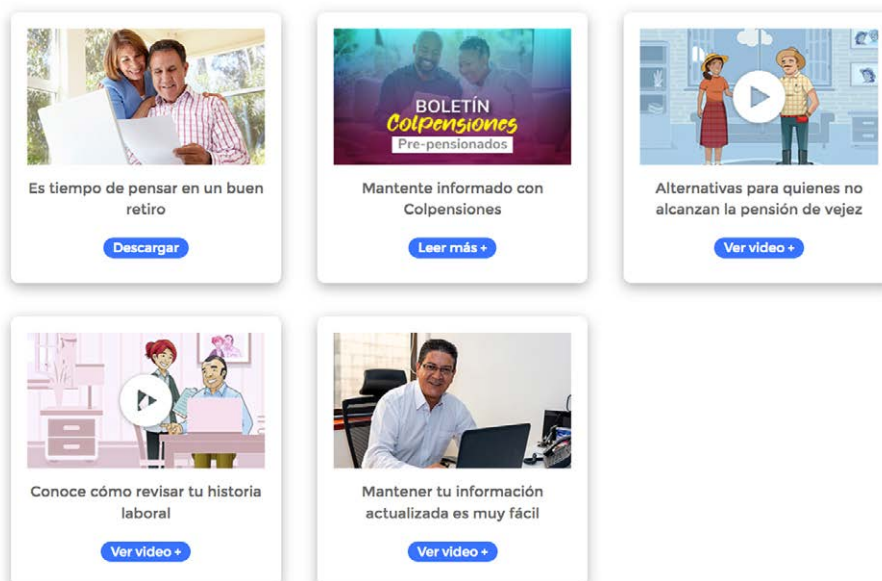 Es tiempo de pensar en un buen
retiro
Descargar
BOLETÍN
Colpensiones
Pre-pensionados
Mantente informado con
Colpensiones
Leer más +
Alternativas para quienes no
alcanzan la pensión de vejez
Ver video +
Conoce cómo revisar tu historia
laboral
Ver video +
Mantener tu información
actualizada es muy fácil
Ver video +